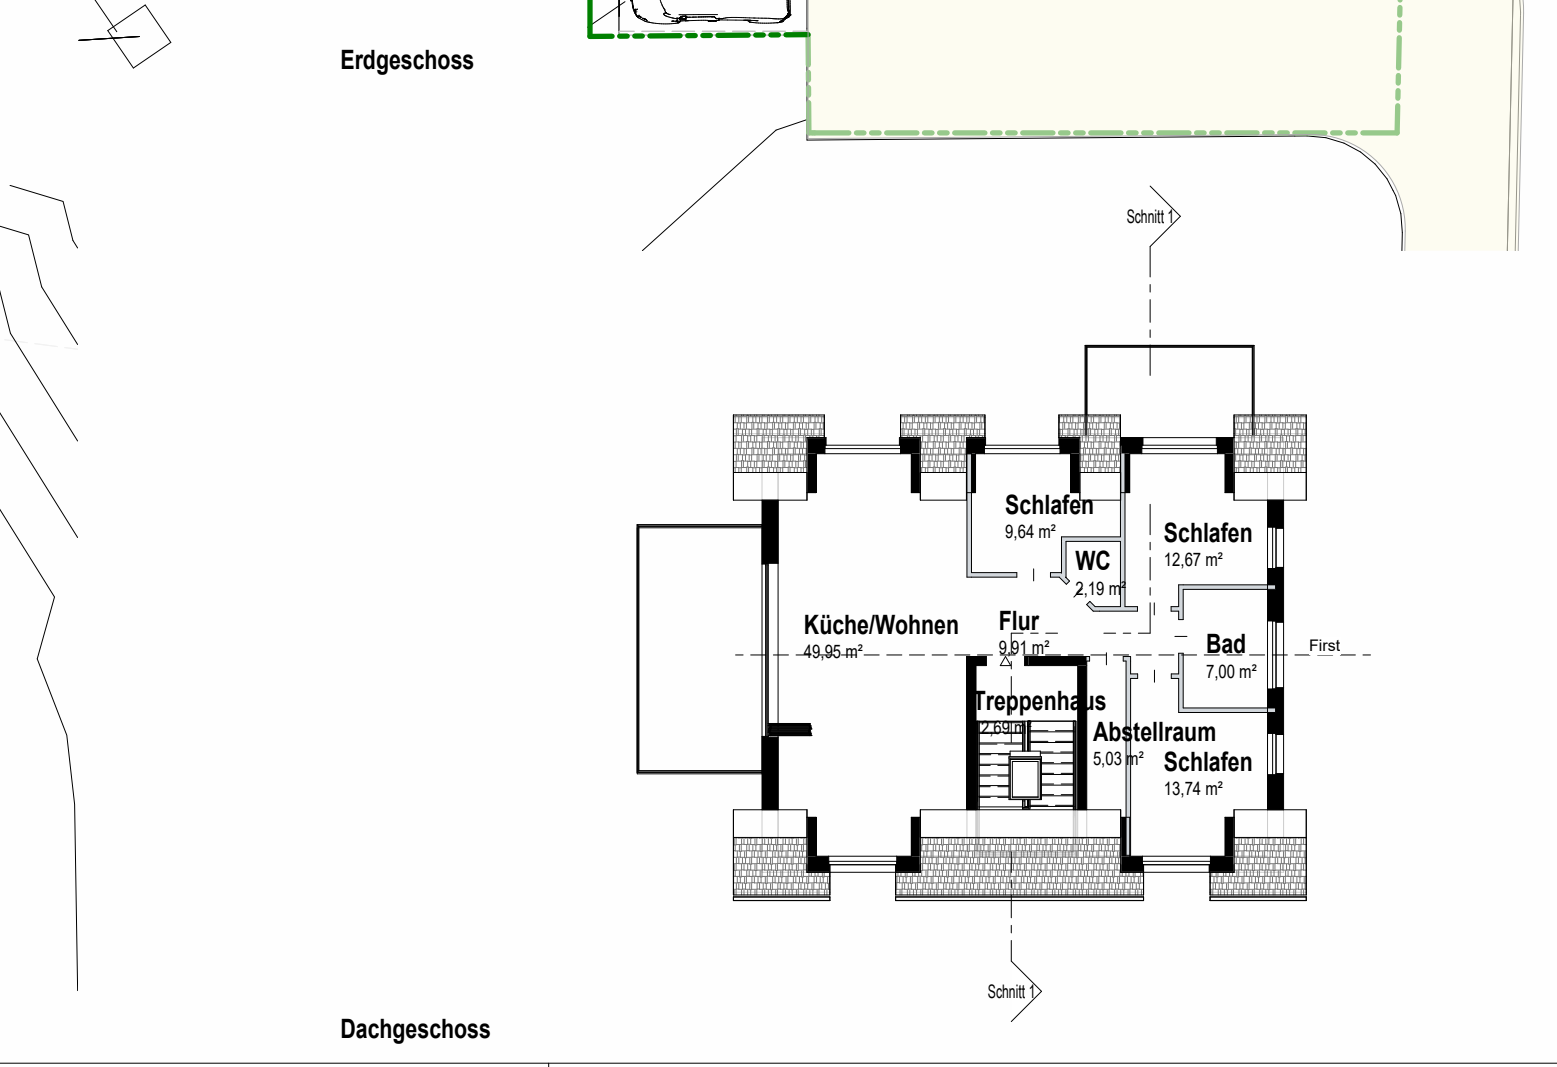 Erdgeschoss
Schnitt 1
Schlafen
9,64 m²
Schlafen
12,67 m²
WC
2,19 m²
Küche/Wohnen
49,95 m²
Flur
9,91 m²
Bad
7,00 m²
First
Treppenhaus
2,69 m²
Abstellraum
5,03 m²
Schlafen
13,74 m²
Schnitt 1
Dachgeschoss